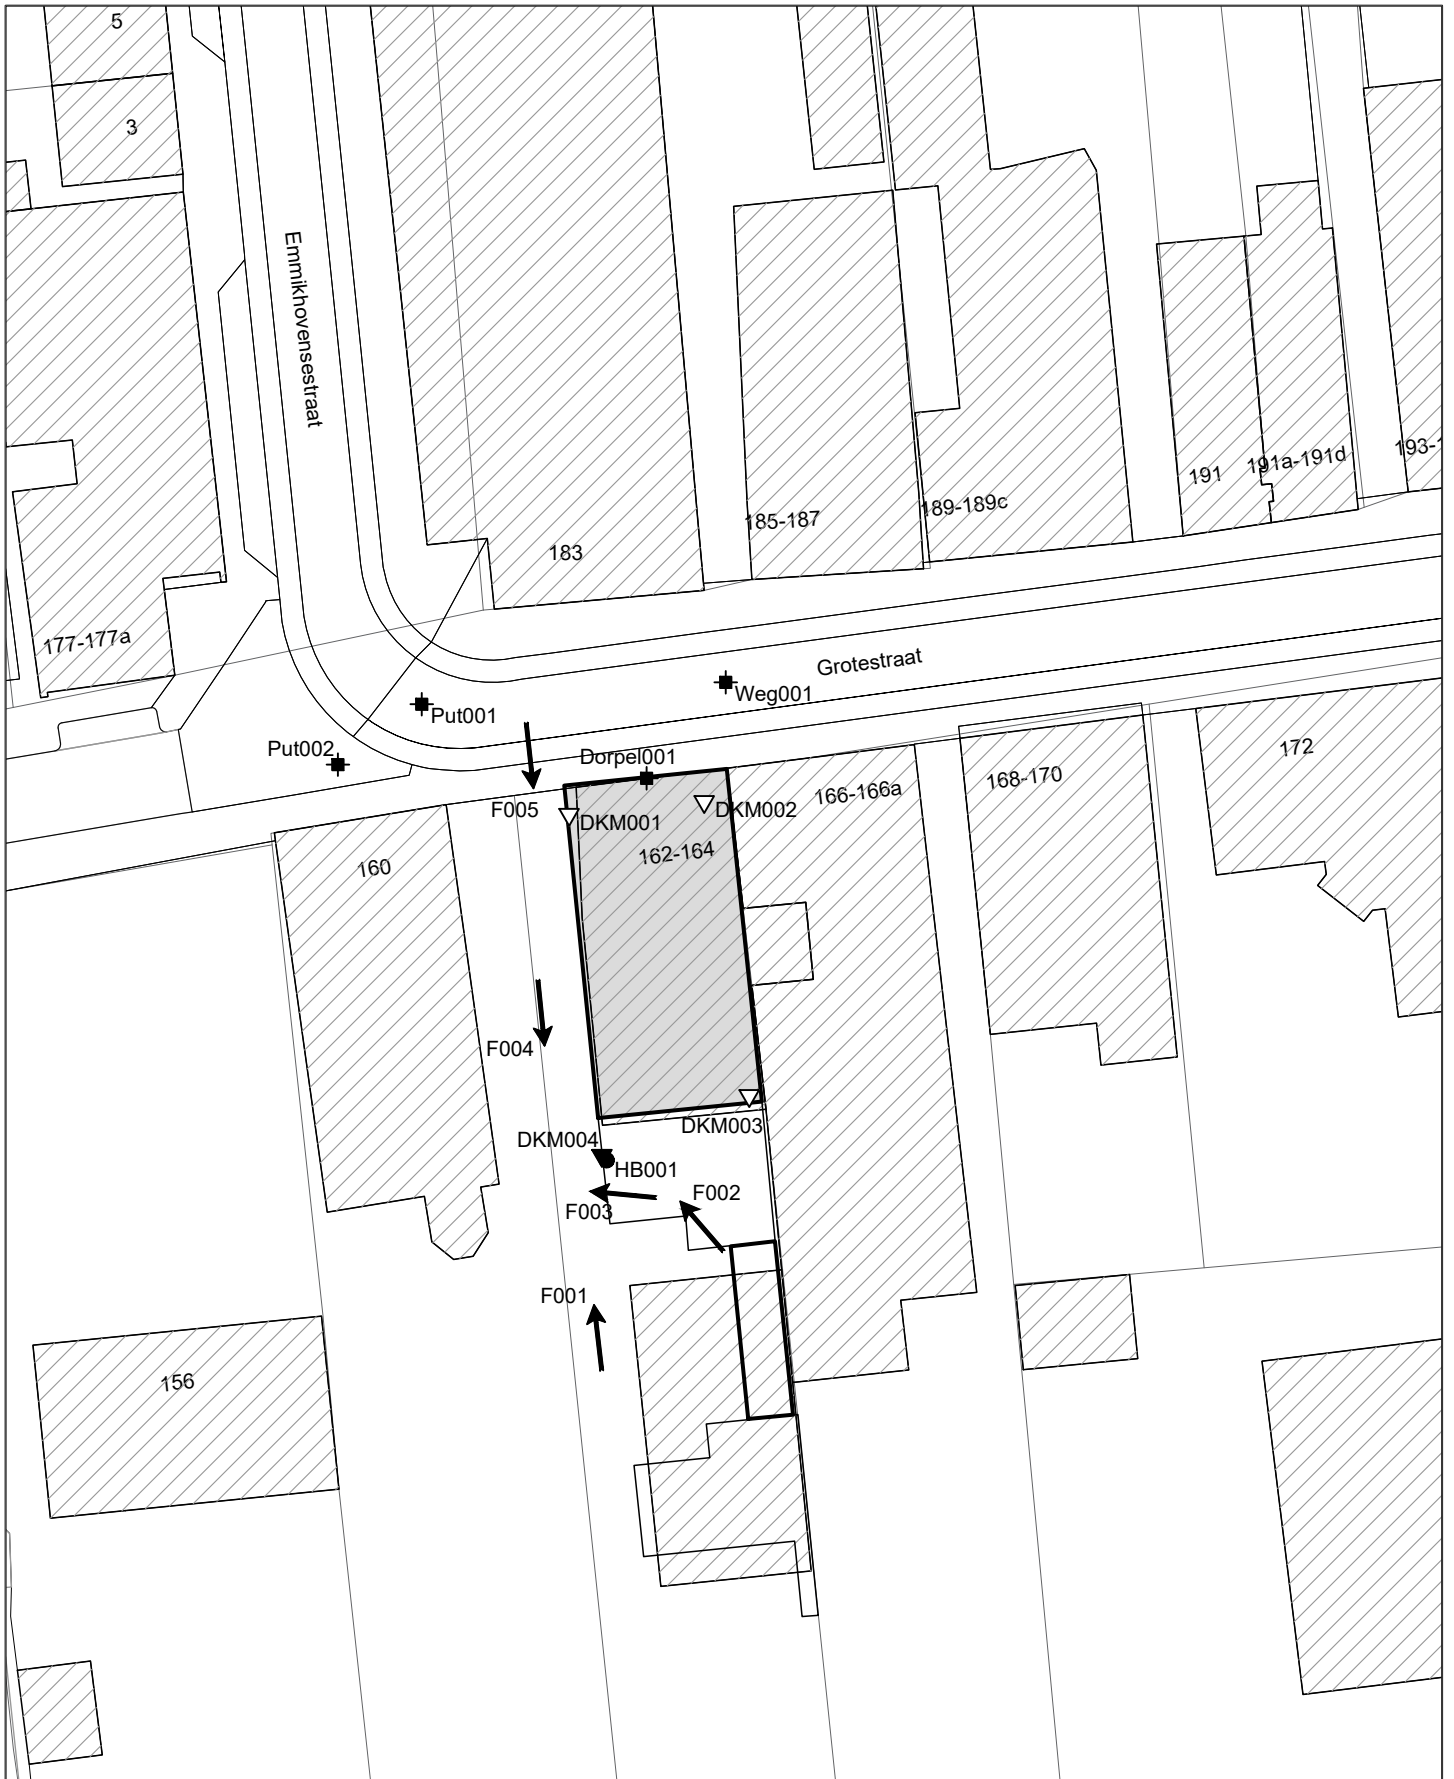 5
3
Emmikhovensestraat
193-1
191a-191d
191
189-189c
185-187
183
177-177a
Grotestraat
Weg001
Put001
Put002
Dorpel001
172
168-170
166-166a
F005
DKM001
DKM002
162-164
160
F004
DKM003
DKM004
HB001
F002
F003
F001
156